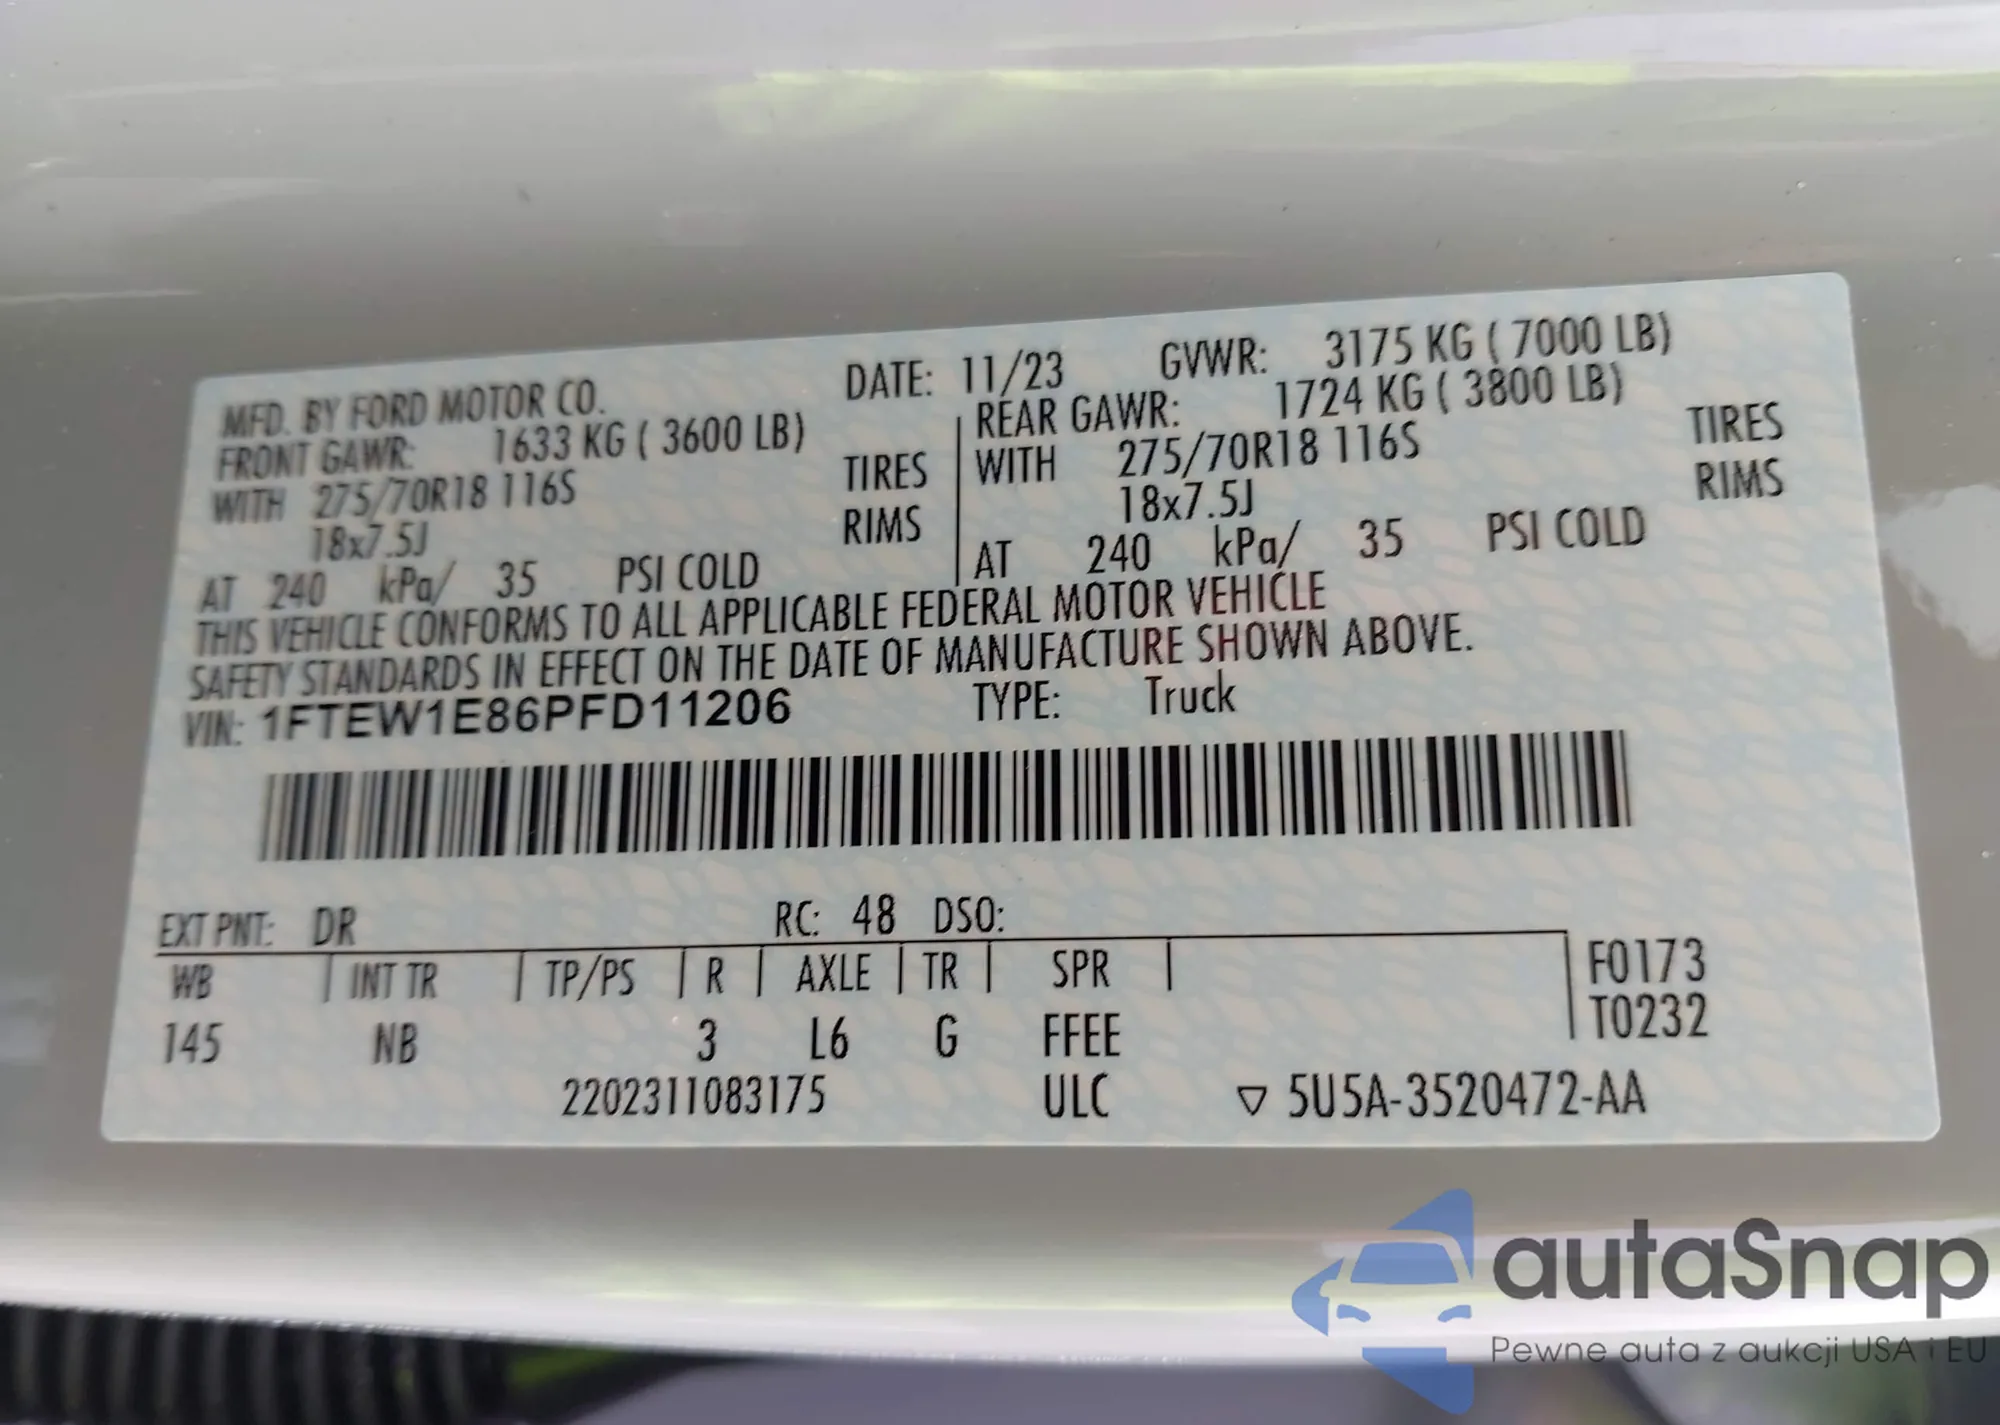 MFD. BY FORD MOTOR CO. DATE: 11/23 GVWR: 3175 KG ( 7000 LB)
FRONT GAWR: 1633 KG ( 3600 LB) REAR GAWR: 1724 KG ( 3800 LB)
WITH 275/70R18 116S TIRES WITH 275/70R18 116S TIRES
18x7.5J RIMS 18x7.5J RIMS
AT 240 kPa/ 35 PSI COLD AT 240 kPa/ 35 PSI COLD
THIS VEHICLE CONFORMS TO ALL APPLICABLE FEDERAL MOTOR VEHICLE
SAFETY STANDARDS IN EFFECT ON THE DATE OF MANUFACTURE SHOWN ABOVE.
VIN: 1FTEW1E86PFD11206 TYPE: Truck
EXT PNT: DR RC: 48 DSO:
WB INT TR TP/PS R AXLE TR SPR F0173
T0232
145 NB 3 L6 G FFEE
2202311083175 ULC ▽ 5U5A-3520472-AA
autaSnap
Pewne auta z aukcji USA i EU